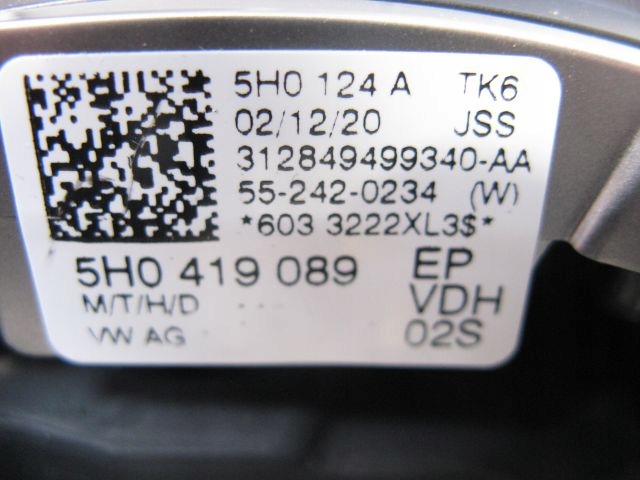 5H0 124 A TK6
02/12/20 JSS
312849499340-AA
55-242-0234 (W)
*603 3222XL3$*
5H0 419 089 EP
M/T/H/D VDH
VW AG 02S